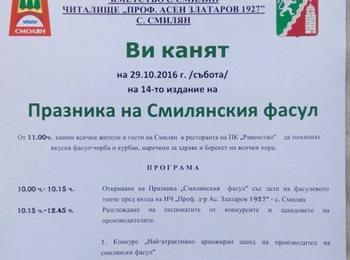 КМЕТСТВО С. СМИЛЯН
ЧИТАЛИЩЕ „ПРОФ. АСЕН ЗЛАТАРОВ 1927"
С. СМИЛЯН
СМОЛЯН
Ви канят
на 29.10.2016 г. /събота/
на 14-то издание на
Празника на Смилянския фасул
От 11.00ч. каним всички жители и гости на Смилян в ресторанта на ПК „Равенство" да похапнат
вкусна фасул-чорба и курбан, наречени за здраве и берекет на всички хора.
ПРОГРАМА
10.00 ч.- 10.15 ч. Откриване на Празника „Смилянския фасул" със залп на фасулевото
топче пред входа на НЧ „Проф. д-р Ас. Златаров 1927" - с. Смилян
10.15 ч.-12.45 ч. Разглеждане на експонатите от конкурсите и щандовете на
производителите.
1. Конкурс „Най-атрактивно аранжиран щанд на производител на
смилянски фасул"